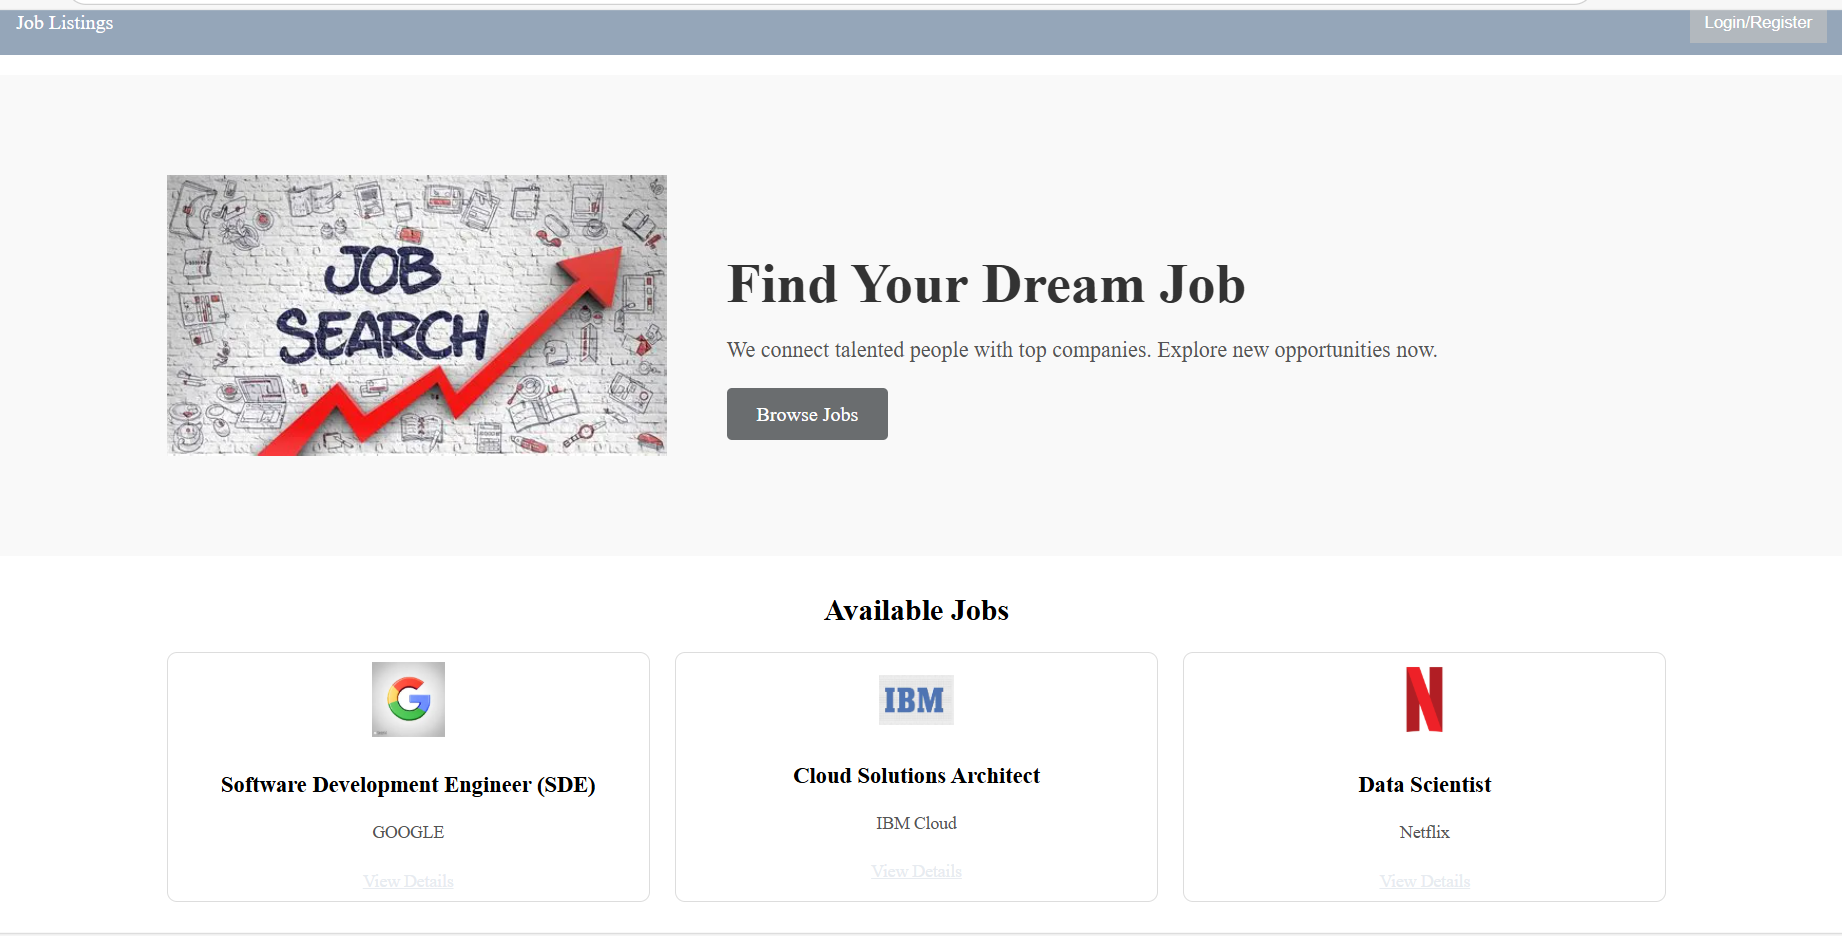 Job Listings
Login/Register
JOB
SEARCH
Find Your Dream Job
We connect talented people with top companies. Explore new opportunities now.
Browse Jobs
Available Jobs
G
IBM
N
Software Development Engineer (SDE)
Cloud Solutions Architect
Data Scientist
GOOGLE
IBM Cloud
Netflix
View Details
View Details
View Details